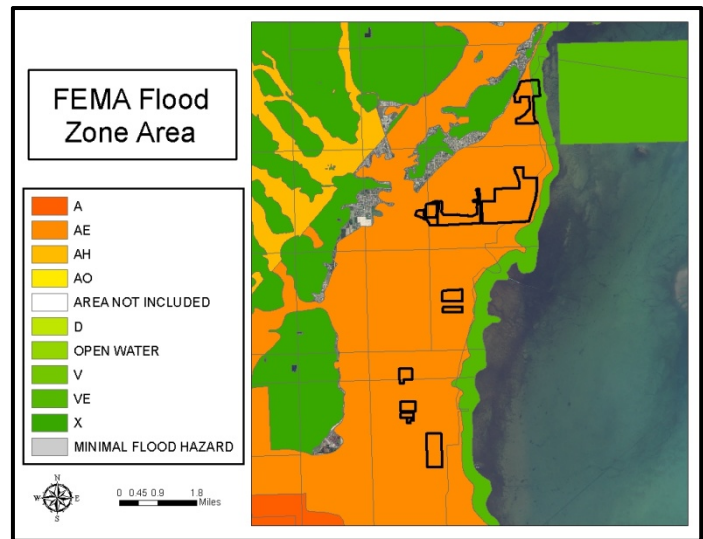 FEMA Flood
Zone Area
A
AE
AH
AO
AREA NOT INCLUDED
D
OPEN WATER
V
VE
X
MINIMAL FLOOD HAZARD
N
W E
S
0 0.45 0.9 1.8
Miles